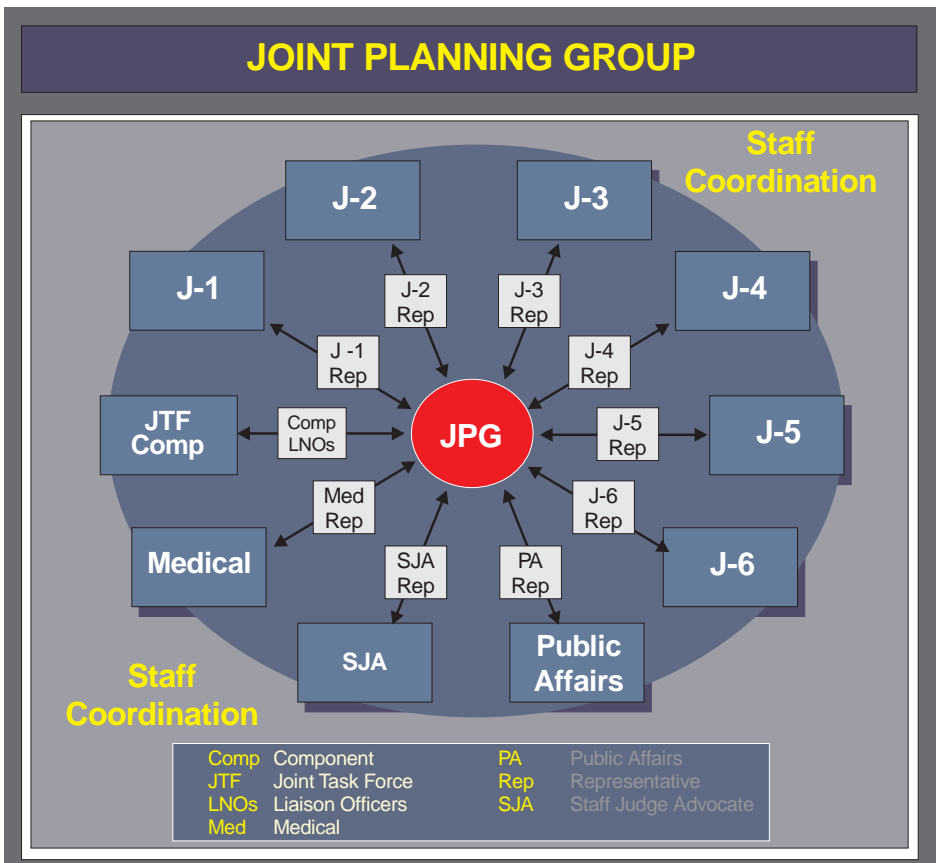 JOINT PLANNING GROUP
Staff
Coordination
J-2
J-3
J-1
J-4
J-2
Rep
J-3
Rep
J -1
Rep
J-4
Rep
JTF
Comp
Comp
LNOs
JPG
J-5
Rep
J-5
Med
Rep
J-6
Rep
Medical
J-6
SJA
Rep
PA
Rep
SJA
Public
Affairs
Staff
Coordination
Comp Component
JTF Joint Task Force
LNOs Liaison Officers
Med Medical
PA Public Affairs
Rep Representative
SJA Staff Judge Advocate